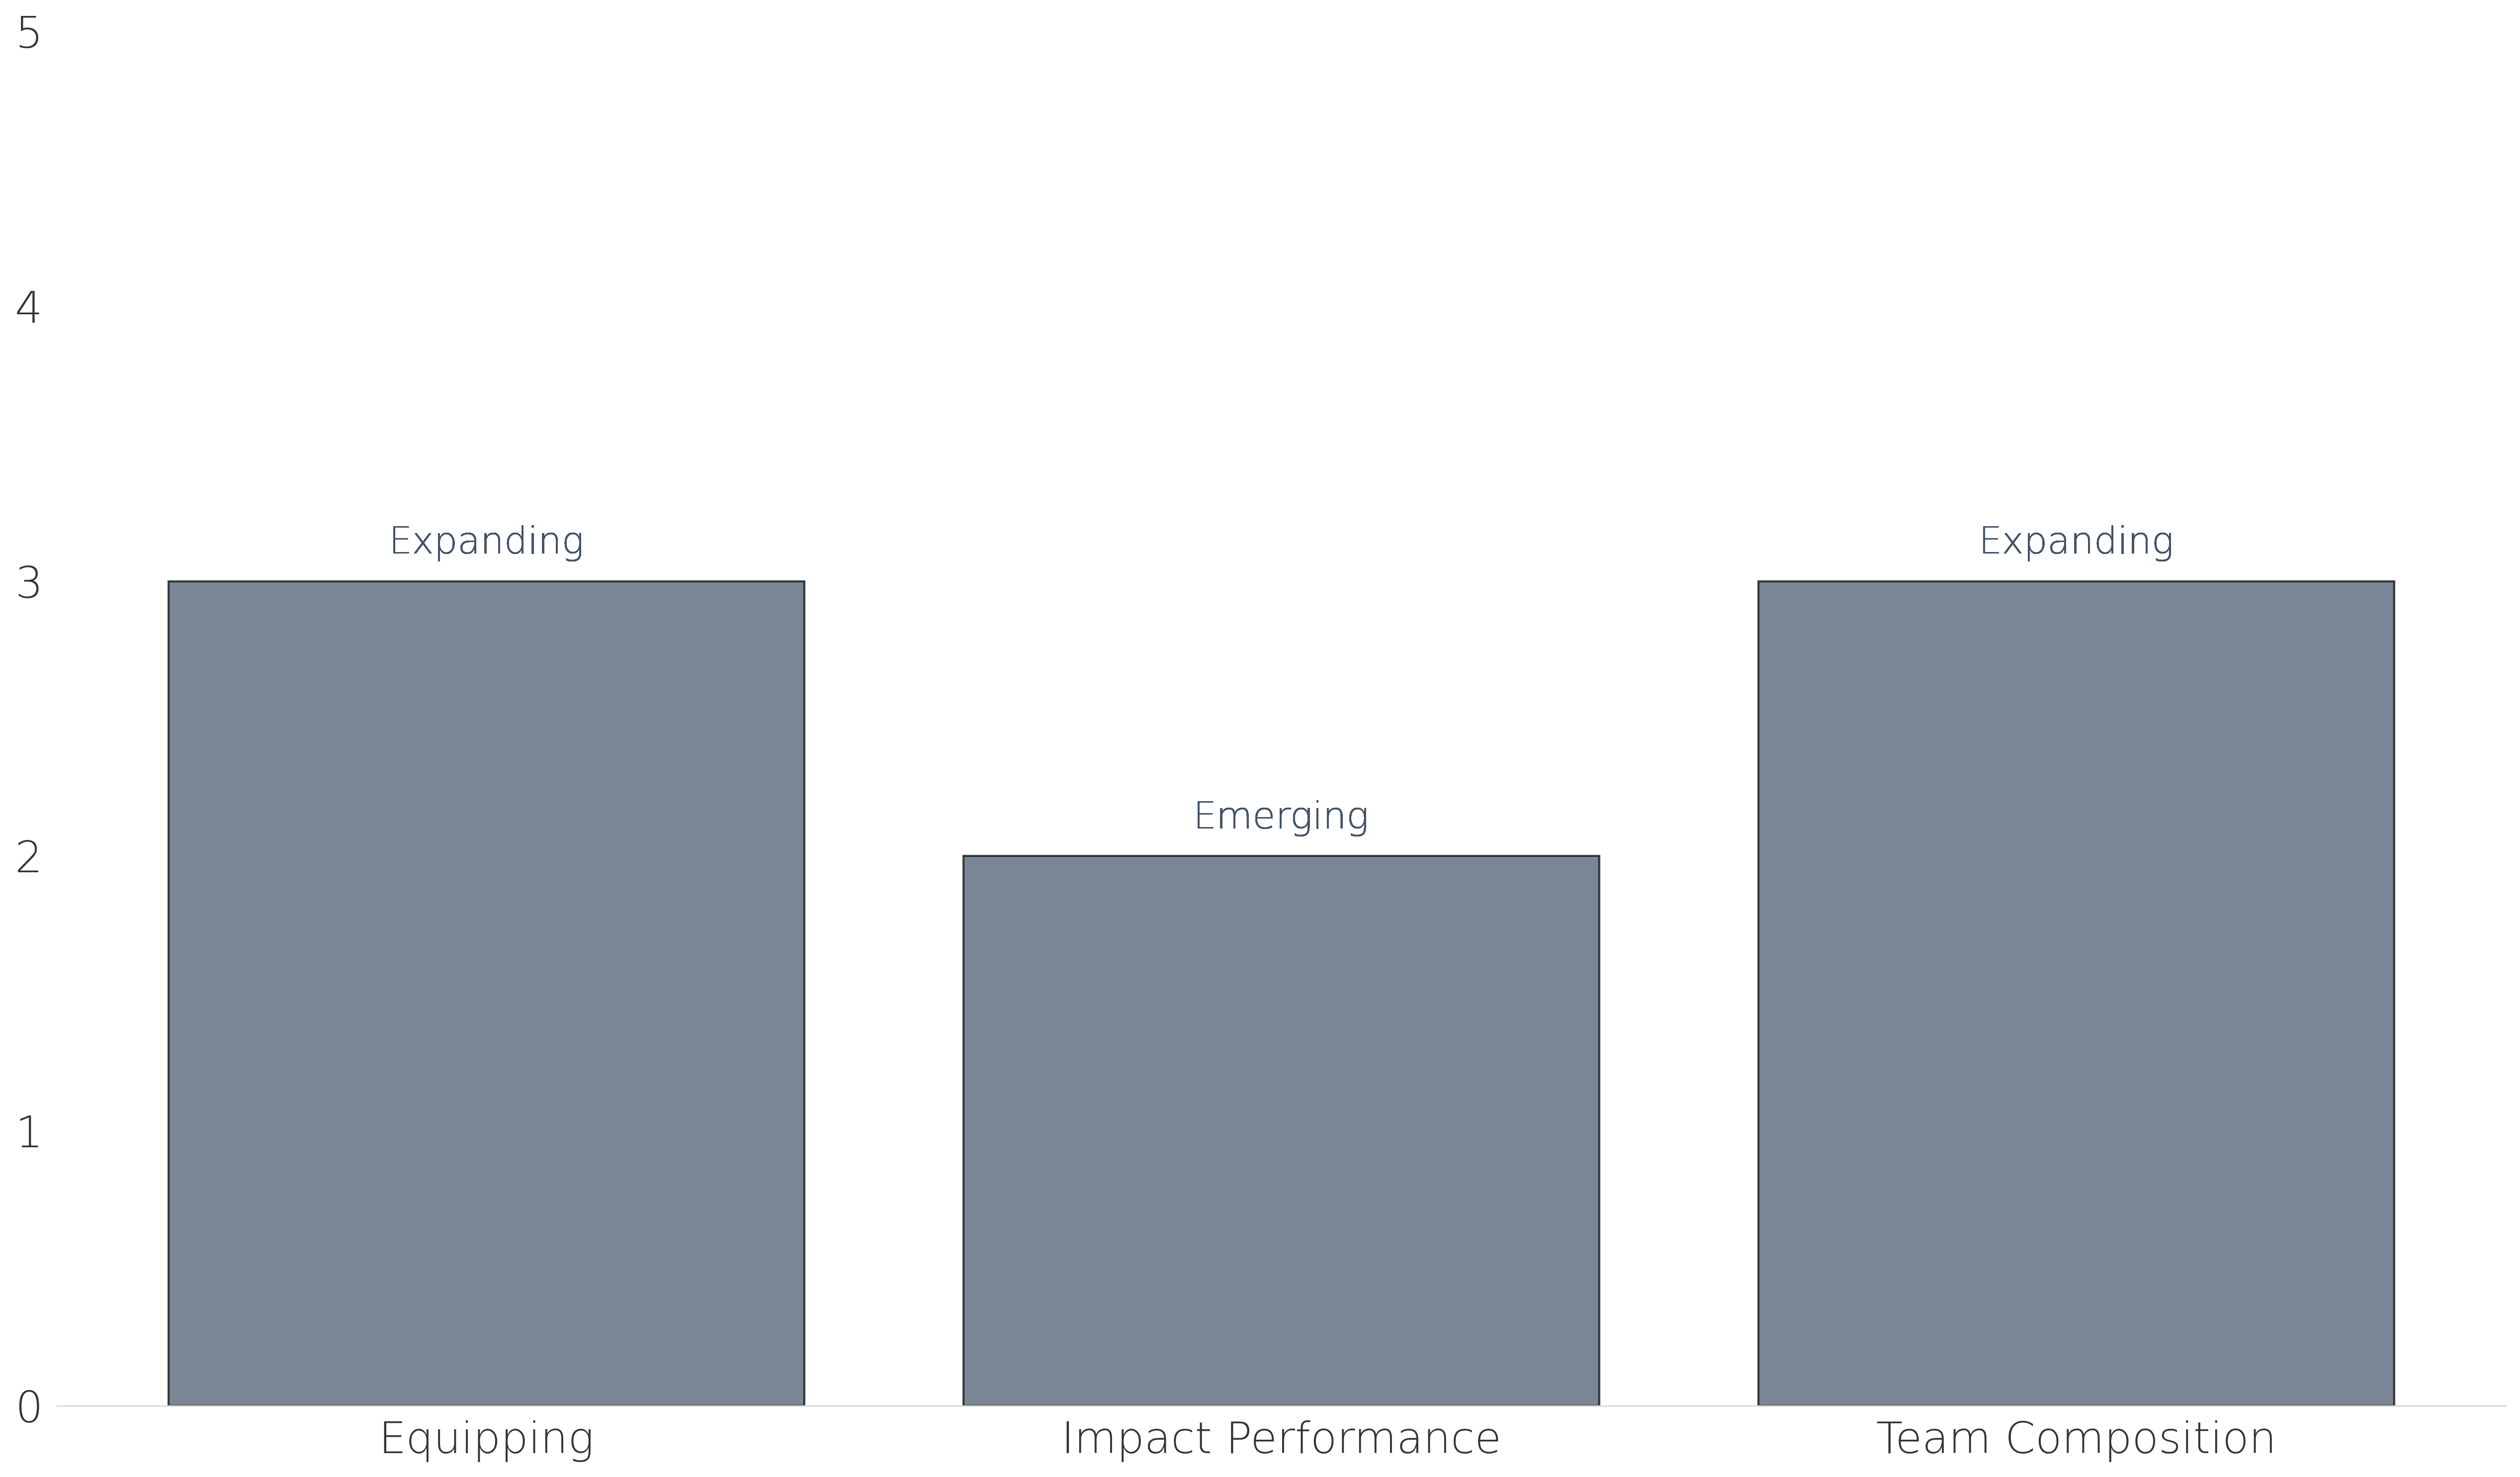 5
4
Expanding Expanding
3
Emerging
2
1
0
Equipping Impact Performance Team Composition